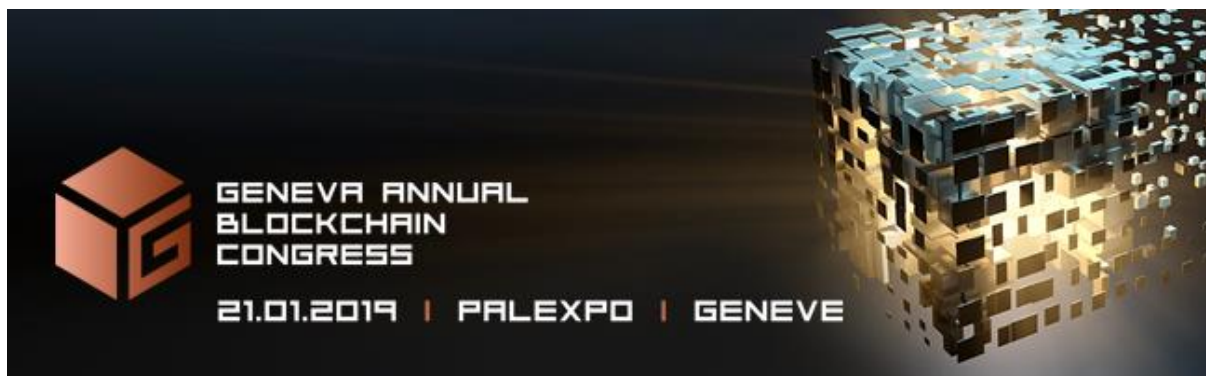 GENEVA ANNUAL
BLOCKCHAIN
CONGRESS
21.01.2019 | PALEXPO | GENEVE